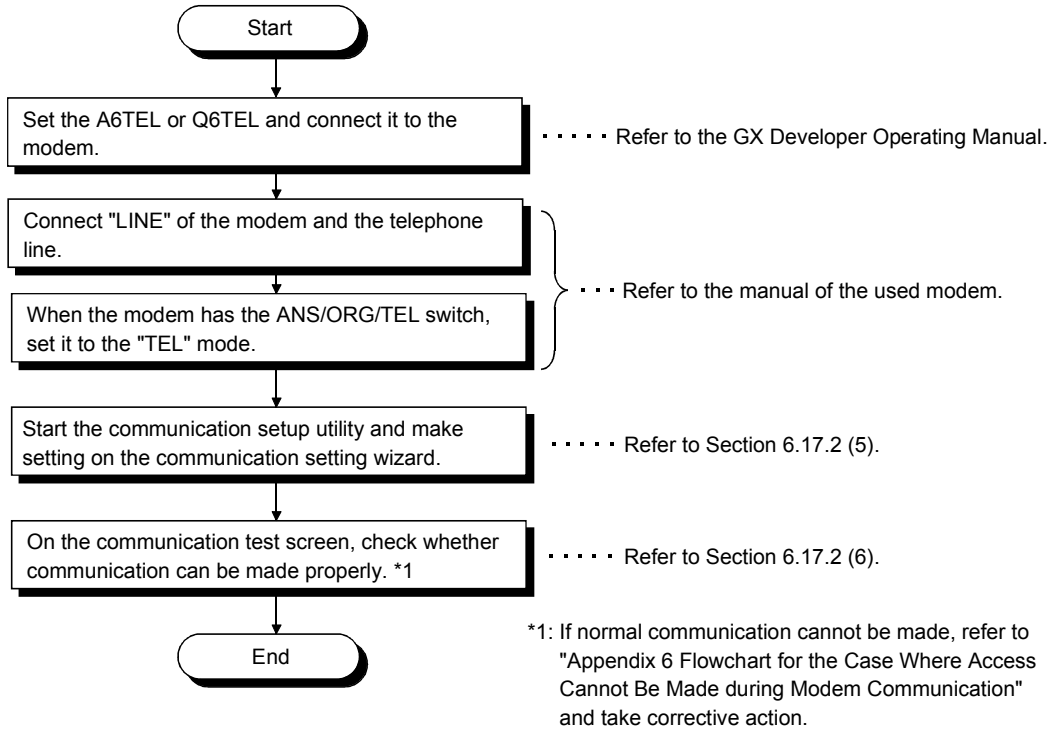 Start
Set the A6TEL or Q6TEL and connect it to the
modem.
· · · · · Refer to the GX Developer Operating Manual.
Connect "LINE" of the modem and the telephone
line.
When the modem has the ANS/ORG/TEL switch,
set it to the "TEL" mode.
· · · Refer to the manual of the used modem.
Start the communication setup utility and make
setting on the communication setting wizard.
· · · · · Refer to Section 6.17.2 (5).
On the communication test screen, check whether
communication can be made properly. *1
· · · · · Refer to Section 6.17.2 (6).
End
*1: If normal communication cannot be made, refer to
"Appendix 6 Flowchart for the Case Where Access
Cannot Be Made during Modem Communication"
and take corrective action.